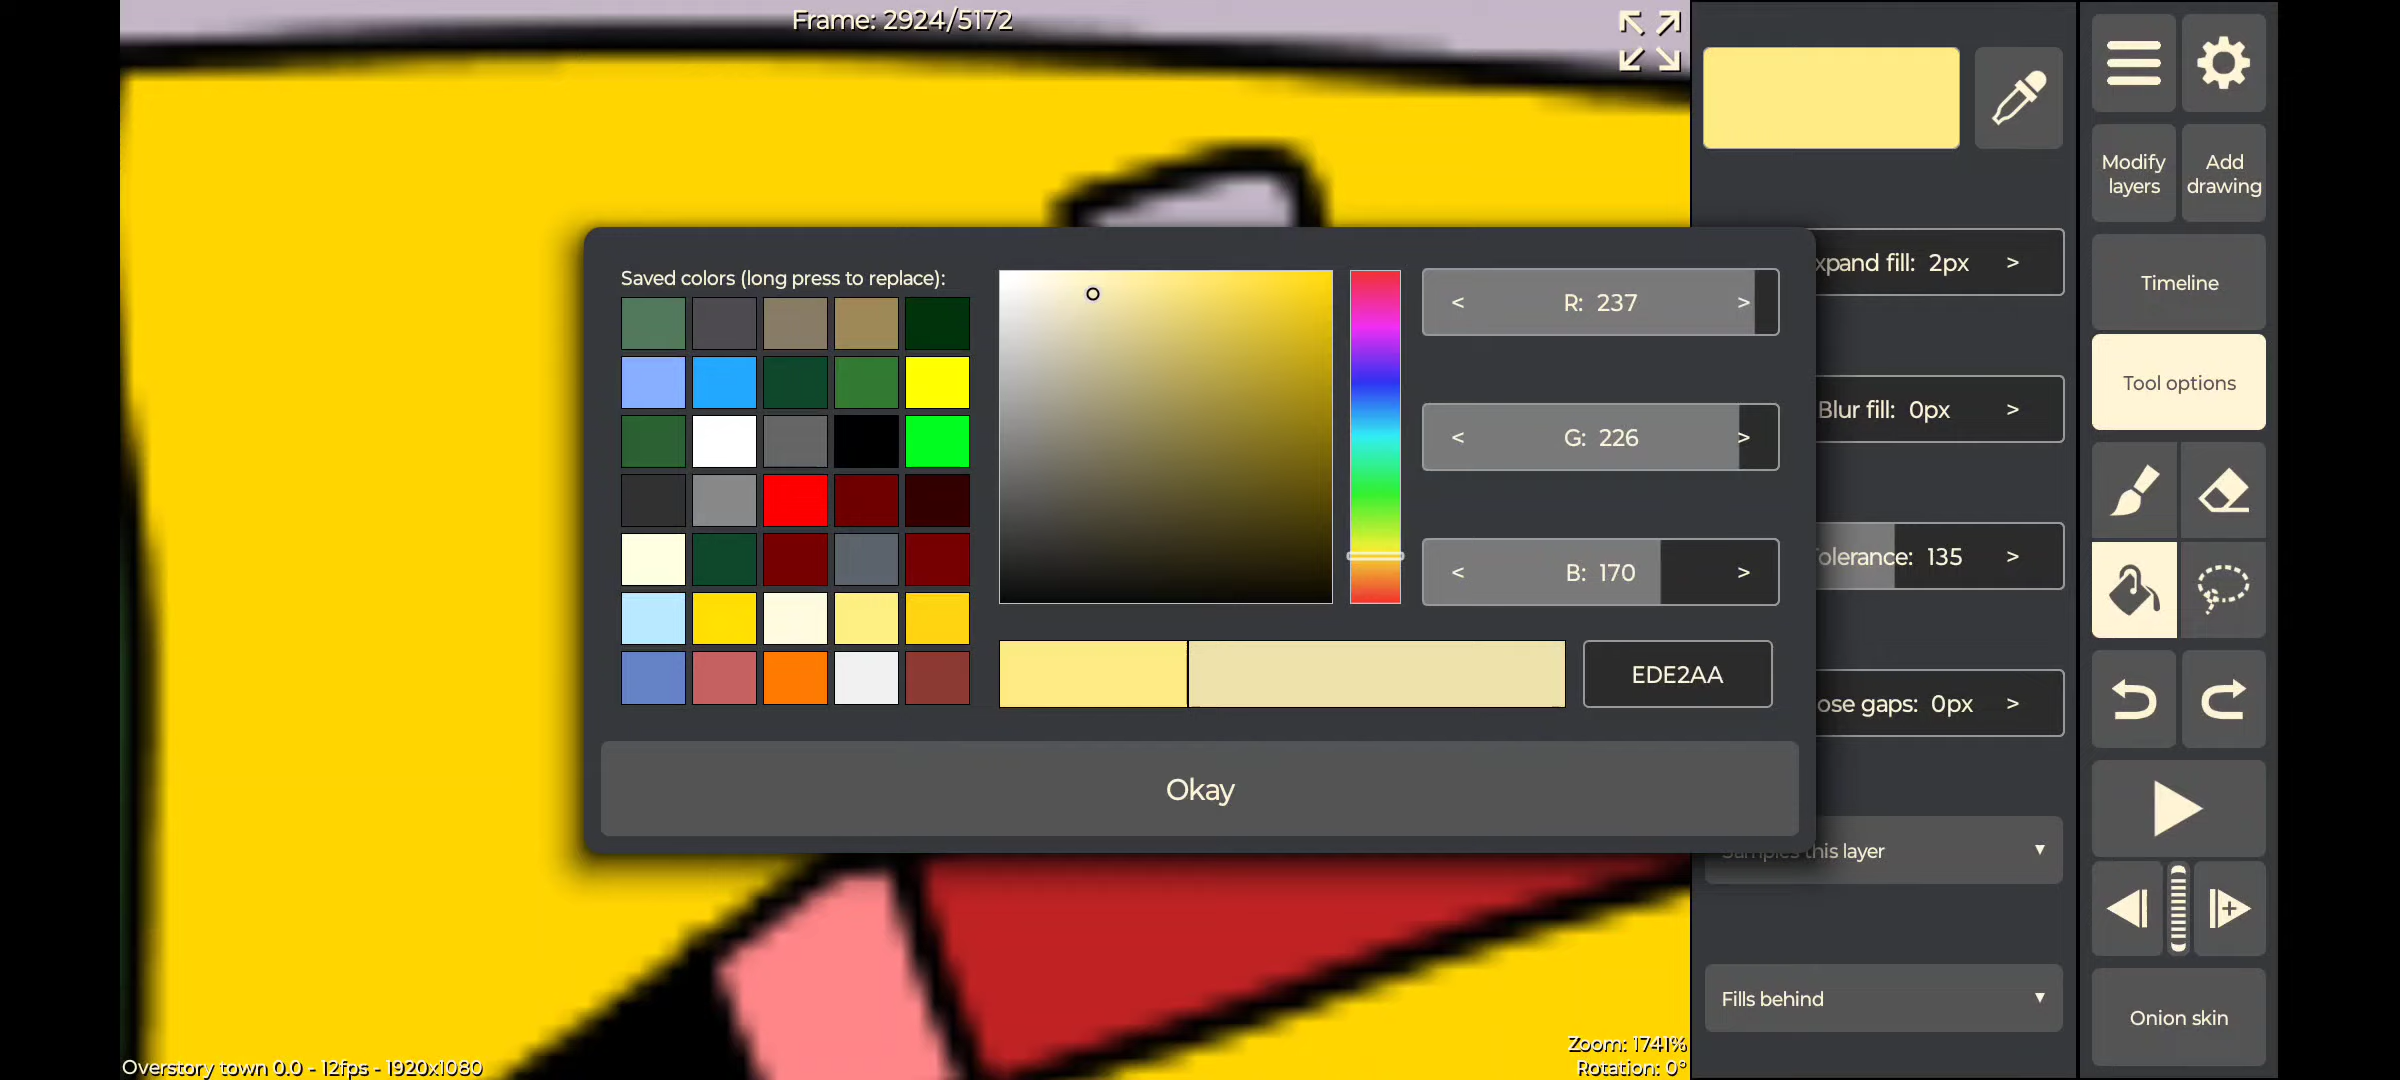 Frame: 2924/5172
Modify layers
Add drawing
Saved colors (long press to replace):
< R: 237 >
xpand fill: 2px >
Timeline
Tool options
< G: 226 >
Blur fill: 0px >
< B: 170 >
olerance: 135 >
EDE2AA
ose gaps: 0px >
Okay
Samples this layer
Fills behind
Onion skin
Zoom: 1741%
Rotation: 0°
Overstory town 0.0 - 12fps - 1920x1080